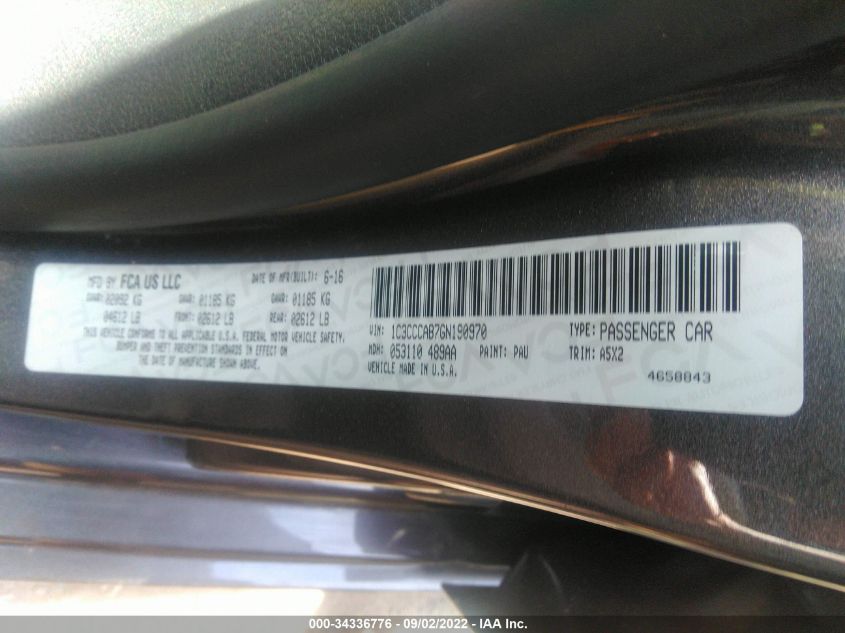 MFD BY FCA US LLC DATE OF MFR(BUILT): 6-16
GVWR: 02092 KG GAWR: 01185 KG GAWR: 01185 KG
04612 LB FRONT: 02612 LB REAR: 02612 LB
THIS VEHICLE CONFORMS TO ALL APPLICABLE U.S.A. FEDERAL MOTOR VEHICLE SAFETY,
BUMPER AND THEFT PREVENTION STANDARDS IN EFFECT ON
THE DATE OF MANUFACTURE SHOWN ABOVE.
VIN: 1C3CCCAB7GN190970 TYPE: PASSENGER CAR
MDH: 053110 489AA PAINT: PAU TRIM: A5X2
VEHICLE MADE IN U.S.A. 4658843
000-34336776 - 09/02/2022 - IAA Inc.